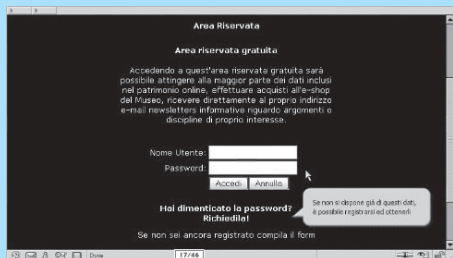 Area Riservata
Area riservata gratuita
Accedendo a quest'area riservata gratuita sarà
possibile attingere alla maggior parte dei dati inclusi
nel patrimonio online, effettuare acquisti all'e-shop
del Museo, ricevere direttamente al proprio indirizzo
e-mail newsletters informative riguardo argomenti o
discipline di proprio interesse.
Nome Utente:
Password:
Accedi Annulla
Se non si dispone già di questi dati,
è possibile registrarsi ed ottenerli
Hai dimenticato la password?
Richiedila!
Se non sei ancora registrato compila il form
Done
17/46